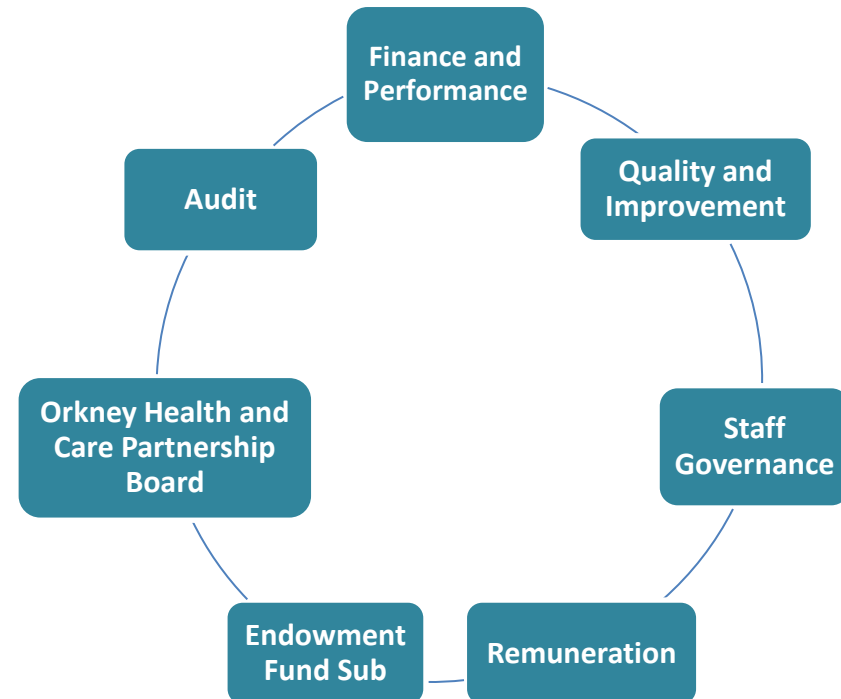 Finance and
Performance
Quality and
Improvement
Staff
Governance
Remuneration
Endowment
Fund Sub
Orkney Health and
Care Partnership
Board
Audit